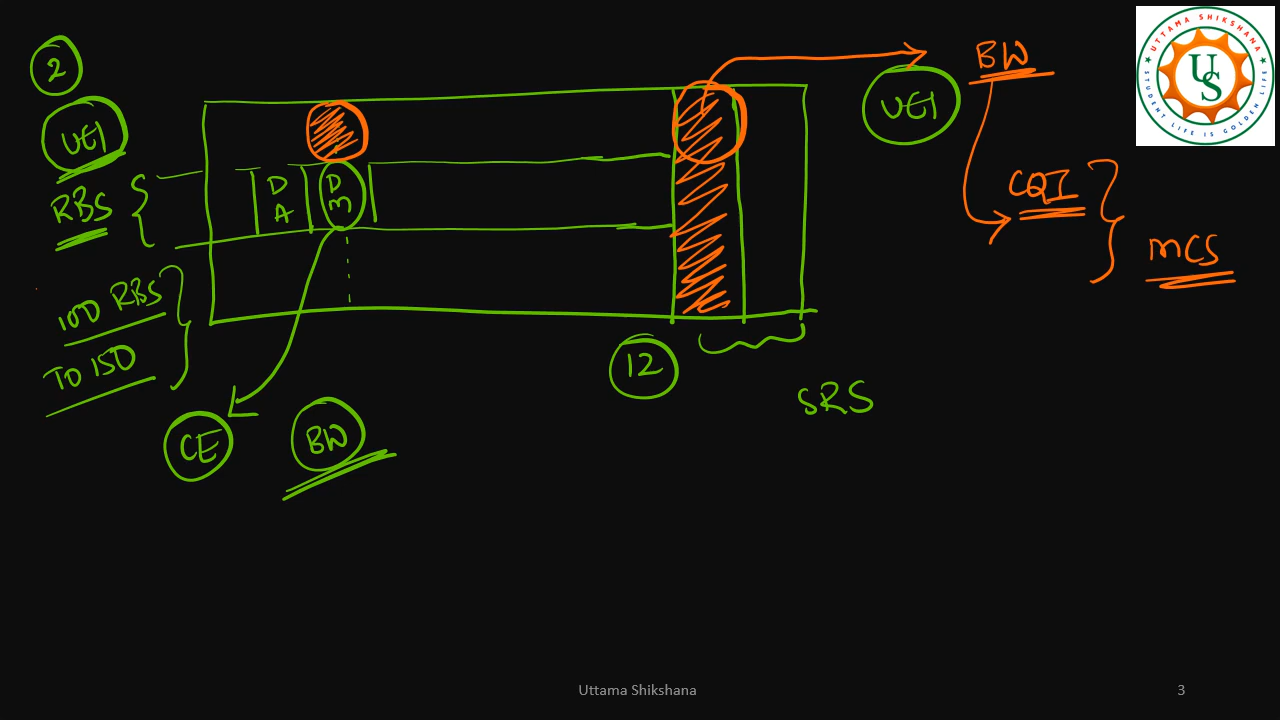 2
UE1
RBS
100 RBS
TO 150
CE
BW
D
A
D
M
12
SRS
UE1
BW
CQI
MCS
UTTAMA SHIKSHANA
US
STUDENT LIFE IS GOLDEN LIFE
Uttama Shikshana
3